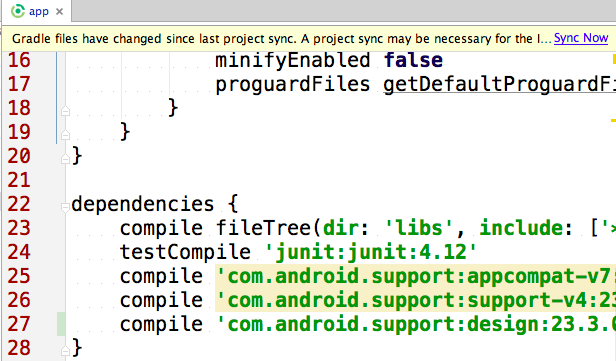 app
Gradle files have changed since last project sync. A project sync may be necessary for the I... Sync Now
16 minifyEnabled false
17 proguardFiles getDefaultProguardFi
18 }
19 }
20 }
21
22 dependencies {
23 compile fileTree(dir: 'libs', include: ['*
24 testCompile 'junit:junit:4.12'
25 compile 'com.android.support:appcompat-v7:
26 compile 'com.android.support:support-v4:23
27 compile 'com.android.support:design:23.3.0
28 }